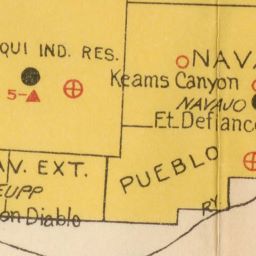 QUI IND. RES.
NAVA
Keams Canyon
5-
NAVAJO
Ft. Defiance
PUEBLO
AV. EXT.
EUPP
on Diablo
RY.